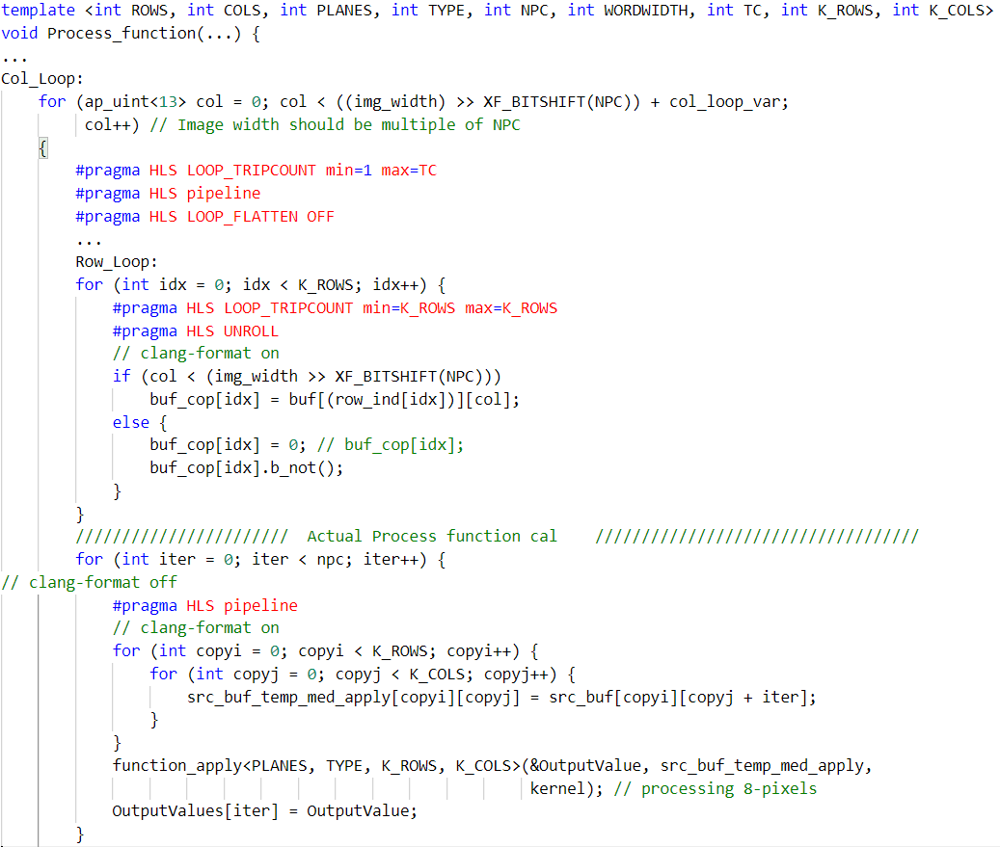 template <int ROWS, int COLS, int PLANES, int TYPE, int NPC, int WORDWIDTH, int TC, int K_ROWS, int K_COLS>
void Process_function(...) {
...
Col_Loop:
    for (ap_uint<13> col = 0; col < ((img_width) >> XF_BITSHIFT(NPC)) + col_loop_var;
         col++) // Image width should be multiple of NPC
    {
        #pragma HLS LOOP_TRIPCOUNT min=1 max=TC
        #pragma HLS pipeline
        #pragma HLS LOOP_FLATTEN OFF
        ...
        Row_Loop:
        for (int idx = 0; idx < K_ROWS; idx++) {
            #pragma HLS LOOP_TRIPCOUNT min=K_ROWS max=K_ROWS
            #pragma HLS UNROLL
            // clang-format on
            if (col < (img_width >> XF_BITSHIFT(NPC)))
                buf_cop[idx] = buf[(row_ind[idx])][col];
            else {
                buf_cop[idx] = 0; // buf_cop[idx];
                buf_cop[idx].b_not();
            }
        }
        ///////////////////////  Actual Process function cal    ///////////////////////////////////
        for (int iter = 0; iter < npc; iter++) {
// clang-format off
            #pragma HLS pipeline
            // clang-format on
            for (int copyi = 0; copyi < K_ROWS; copyi++) {
                for (int copyj = 0; copyj < K_COLS; copyj++) {
                    src_buf_temp_med_apply[copyi][copyj] = src_buf[copyi][copyj + iter];
                }
            }
            function_apply<PLANES, TYPE, K_ROWS, K_COLS>(&OutputValue, src_buf_temp_med_apply,
                                                         kernel); // processing 8-pixels
            OutputValues[iter] = OutputValue;
        }